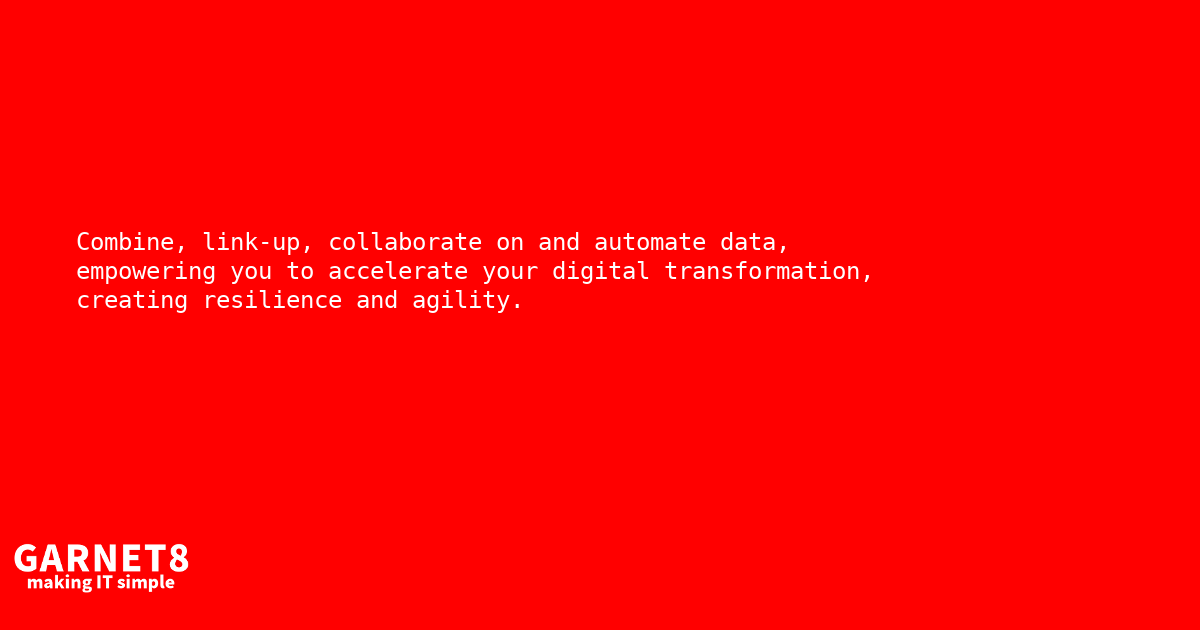 Combine, link-up, collaborate on and automate data,
empowering you to accelerate your digital transformation,
creating resilience and agility.
GARNET8
making IT simple